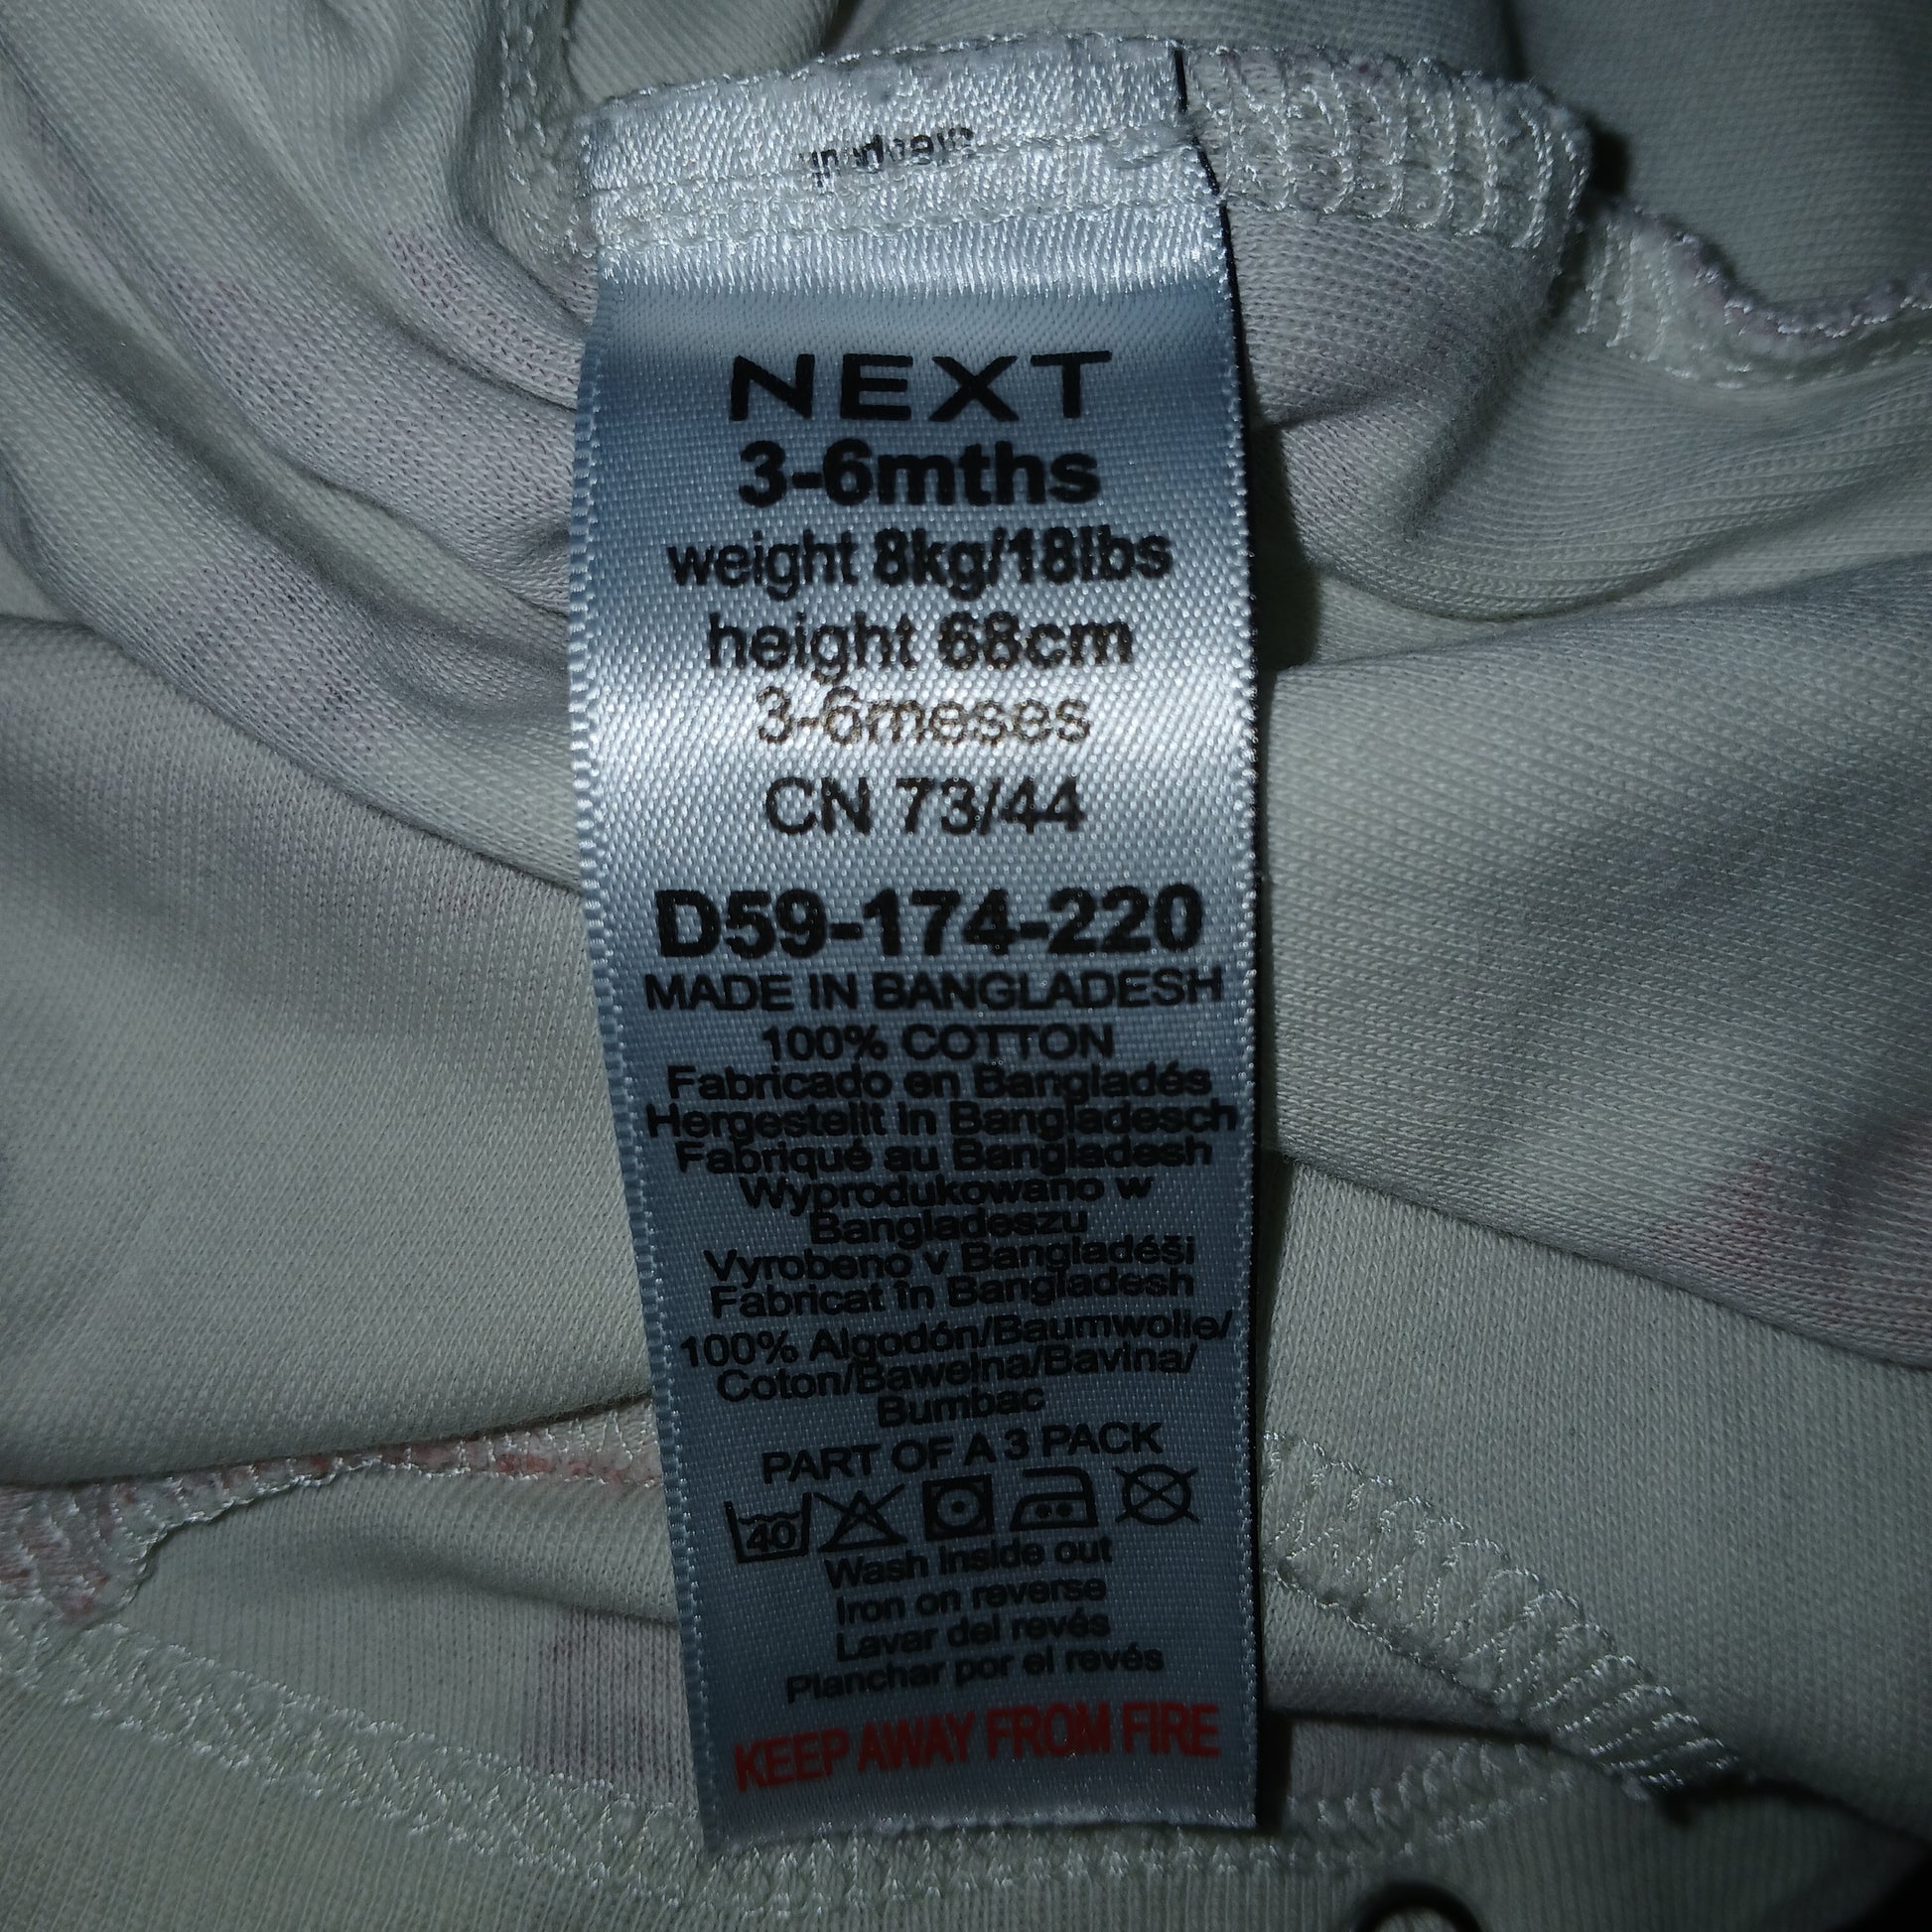 NEXT
3-6mths
weight 8kg/18lbs
height 68cm
3-6meses
CN 73/44
D59-174-220
MADE IN BANGLADESH
100% COTTON
Fabricado en Bangladés
Hergestellt in Bangladesch
Fabriqué au Bangladesh
Wyprodukowano w
Bangladeszu
Vyrobeno v Bangladéši
Fabricat în Bangladesh
100% Algodón/Baumwolle/
Coton/Bawełna/Bavlna/
Bumbac
PART OF A 3 PACK
40
Wash inside out
Iron on reverse
Lavar del revés
Planchar por el revés
KEEP AWAY FROM FIRE